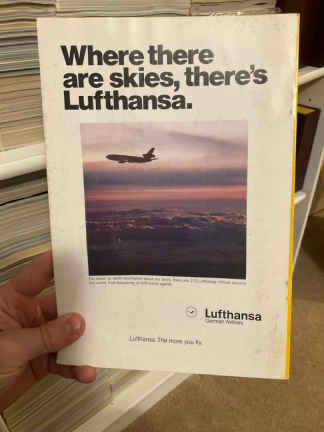 Where there
are skies, there's
Lufthansa.
Lufthansa
German Airlines
Lufthansa. The more you fly.